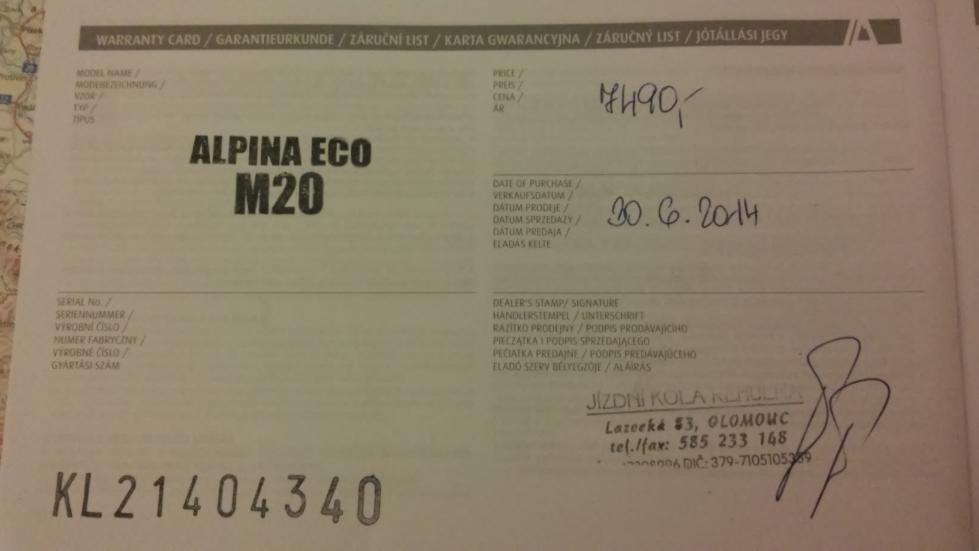 WARRANTY CARD / GARANTIEURKUNDE / ZÁRUČNÍ LIST / KARTA GWARANCYJNA / ZÁRUČNÝ LIST / JÓTÁLLÁSI JEGY
MODEL NAME /
MODEBEZEICHNUNG /
VZOR /
TYP /
TÍPUS
ALPINA ECO
M20
PRICE /
PREIS /
CENA /
ÁR
7490,-
DATE OF PURCHASE /
VERKAUFSDATUM /
DÁTUM PRODEJE /
DATUM SPRZEDAZY /
DÁTUM PREDAJA /
ELADÁS KELTE
30.6.2014
SERIAL No. /
SERIENNUMMER /
VÝROBNÍ ČÍSLO /
NUMER FABRYCZNY /
VÝROBNÉ ČÍSLO /
GYÁRTÁSI SZÁM
KL21404340
DEALER'S STAMP/ SIGNATURE
HÄNDLERSTEMPEL / UNTERSCHRIFT
RAZÍTKO PRODEJNY / PODPIS PRODÁVAJÍCÍHO
PIECZĄTKA I PODPIS SPRZEDAJĄCEGO
PEČIATKA PREDAJNE / PODPIS PREDÁVAJÚCEHO
ELADÓ SZERV BÉLYEGZŐJE / ALÁÍRÁS
JÍZDNÍ KOLA
Lazecká 53, OLOMOUC
tel./fax: 585 233 148
DIČ: 379-7105105389